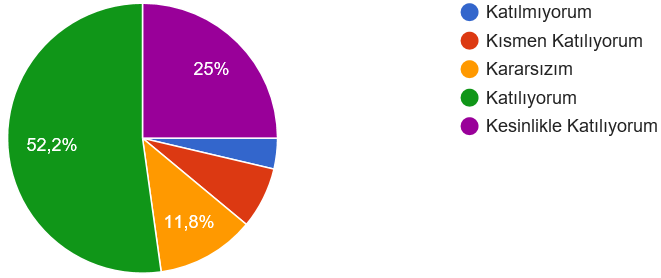 Katılmıyorum
Kısmen Katılıyorum
Kararsızım
Katılıyorum
Kesinlikle Katılıyorum
25%
52,2%
11,8%